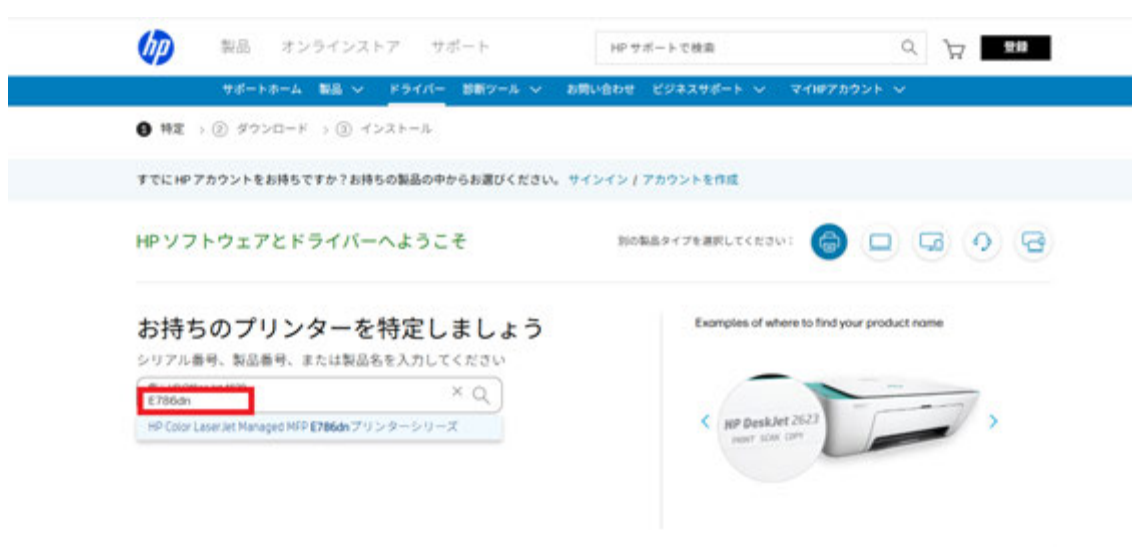 hp 製品 オンラインストア サポート HP サポートで検索 登録
サポートホーム 製品 ドライバー 診断ツール お問い合わせ ビジネスサポート マイHPアカウント
1 特定 › 2 ダウンロード › 3 インストール
すでに HP アカウントをお持ちですか？お持ちの製品の中からお選びください。 サインイン / アカウントを作成
HP ソフトウェアとドライバーへようこそ 別の製品タイプを選択してください：
お持ちのプリンターを特定しましょう
シリアル番号、製品番号、または製品名を入力してください
E786dn
HP Color LaserJet Managed MFP E786dn プリンターシリーズ
Examples of where to find your product name
HP DeskJet 2623
PRINT SCAN COPY